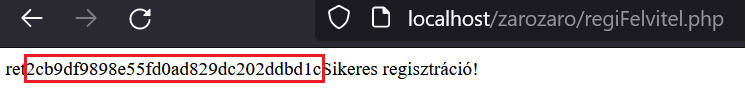 localhost/zarozaro/regiFelvitel.php
ret2cb9df9898e55fd0ad829dc202ddbd1cSikeres regisztráció!